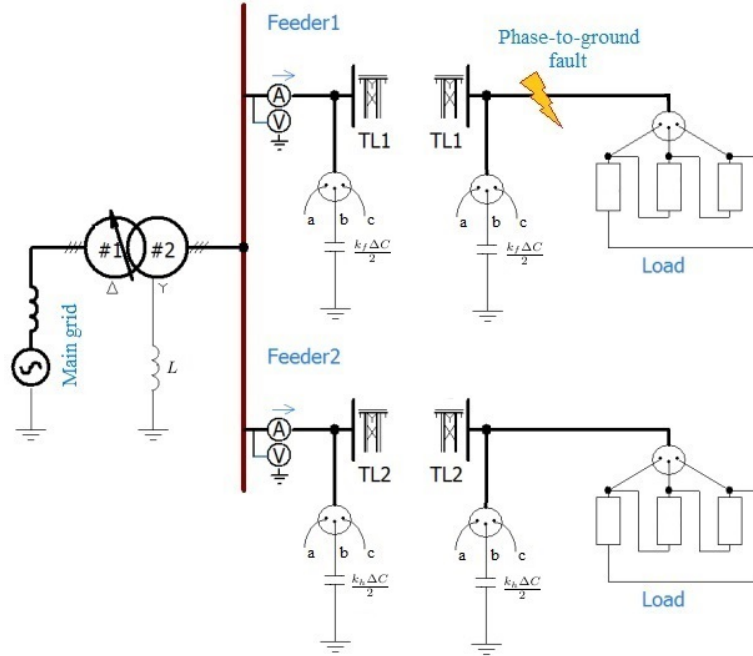 Feeder1
Phase-to-ground
fault
A
V
TL1
TL1
a b c
k_f ΔC / 2
a b c
k_f ΔC / 2
Load
#1 #2
Δ Y
Main grid
L
Feeder2
A
V
TL2
TL2
a b c
k_h ΔC / 2
a b c
k_h ΔC / 2
Load